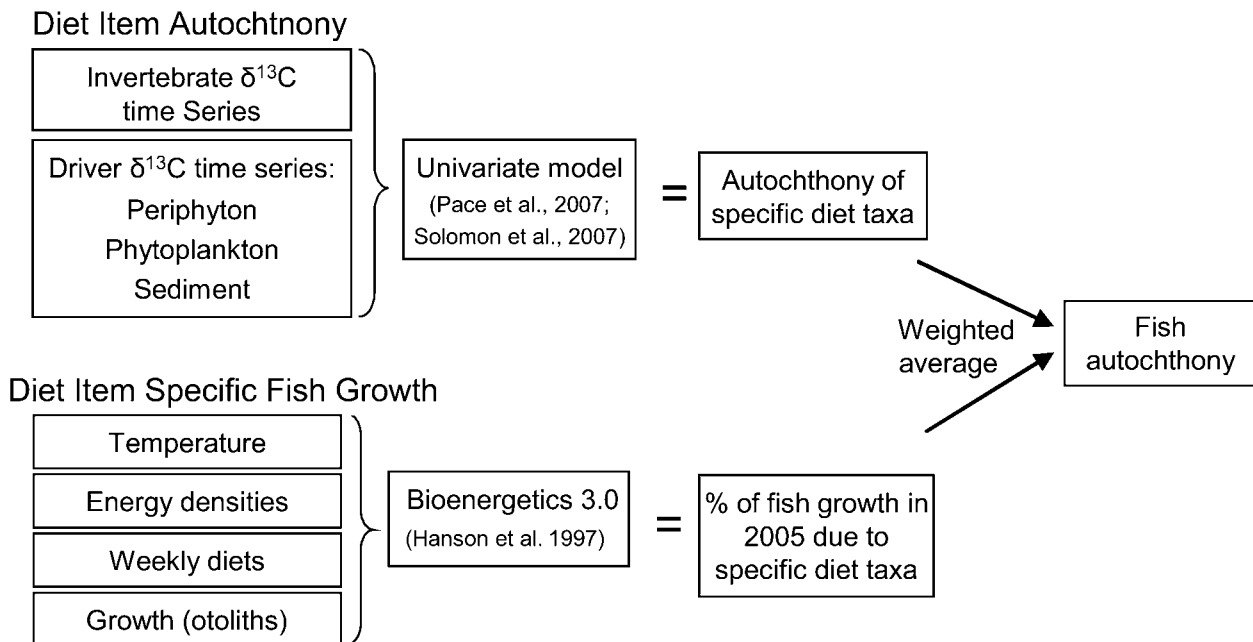 Diet Item Autochtnony
Invertebrate δ¹³C
time Series
Driver δ¹³C time series:
Periphyton
Phytoplankton
Sediment
Univariate model
(Pace et al., 2007;
Solomon et al., 2007)
=
Autochthony of
specific diet taxa
Weighted
average
Fish
autochthony
Diet Item Specific Fish Growth
Temperature
Energy densities
Weekly diets
Growth (otoliths)
Bioenergetics 3.0
(Hanson et al. 1997)
=
% of fish growth in
2005 due to
specific diet taxa